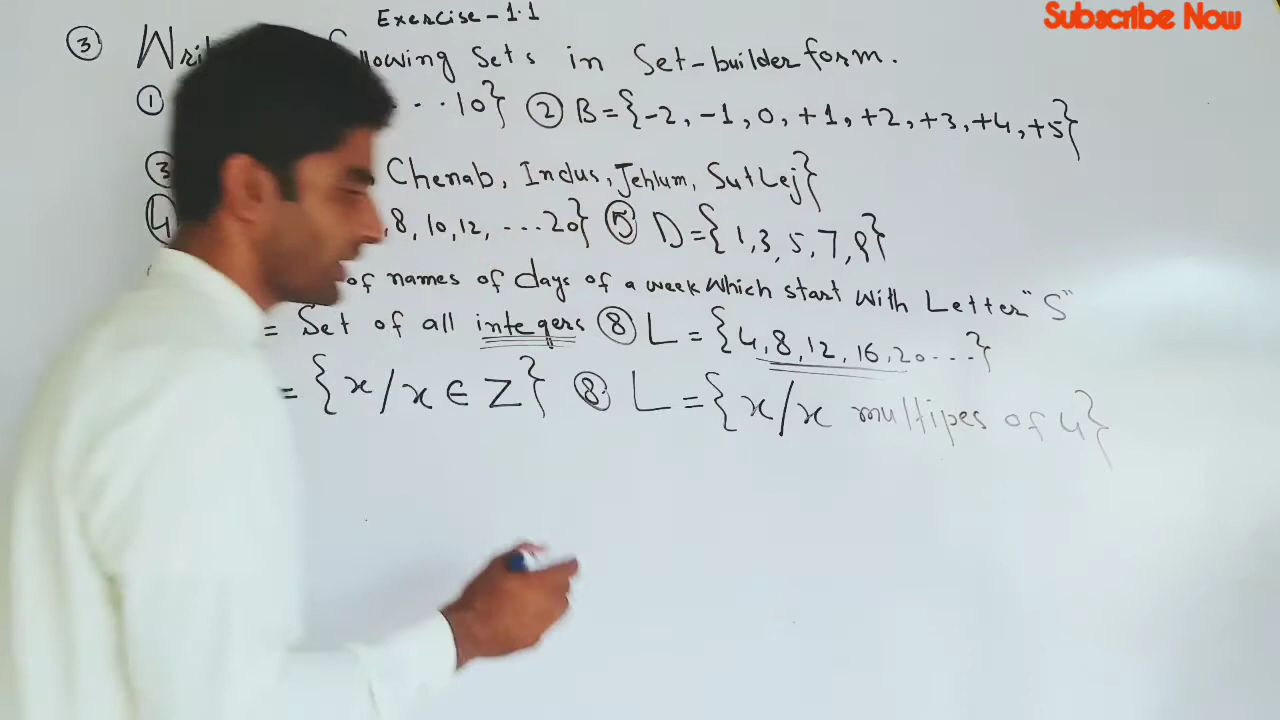 Exercise - 1.1
Subscribe Now
③ llowing Sets in Set-builder form.
① ...10} ② B={-2, -1, 0, +1, +2, +3, +4, +5}
③ Chenab, Indus, Jehlum, Sutlej}
④ 8, 10, 12, ...20} ⑤ D={1,3,5,7,9}
of names of days of a week which start with Letter "S"
= Set of all integers ⑧ L={4,8,12,16,20...}
= {x/x ∈ Z} ⑧ L={x/x multipes of 4}